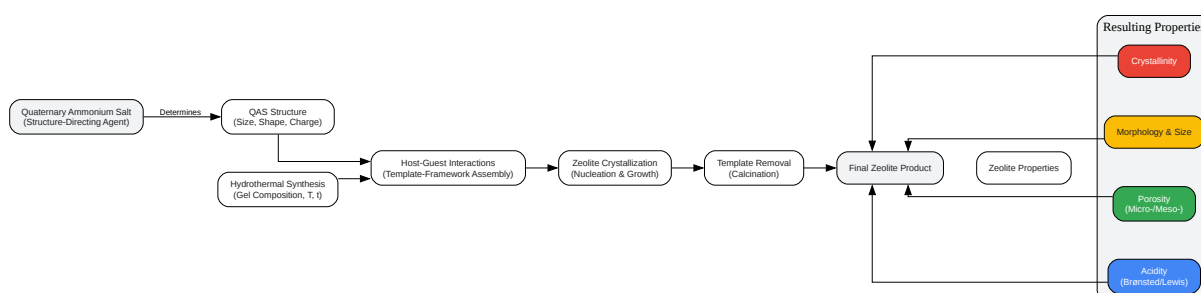 Resulting Propertie
Crystallinity
Quaternary Ammonium Salt
(Structure-Directing Agent)
Determines
QAS Structure
(Size, Shape, Charge)
Morphology & Size
Host-Guest Interactions
(Template-Framework Assembly)
Zeolite Crystallization
(Nucleation & Growth)
Template Removal
(Calcination)
Final Zeolite Product
Zeolite Properties
Hydrothermal Synthesis
(Gel Composition, T, t)
Porosity
(Micro-/Meso-)
Acidity
(Brønsted/Lewis)